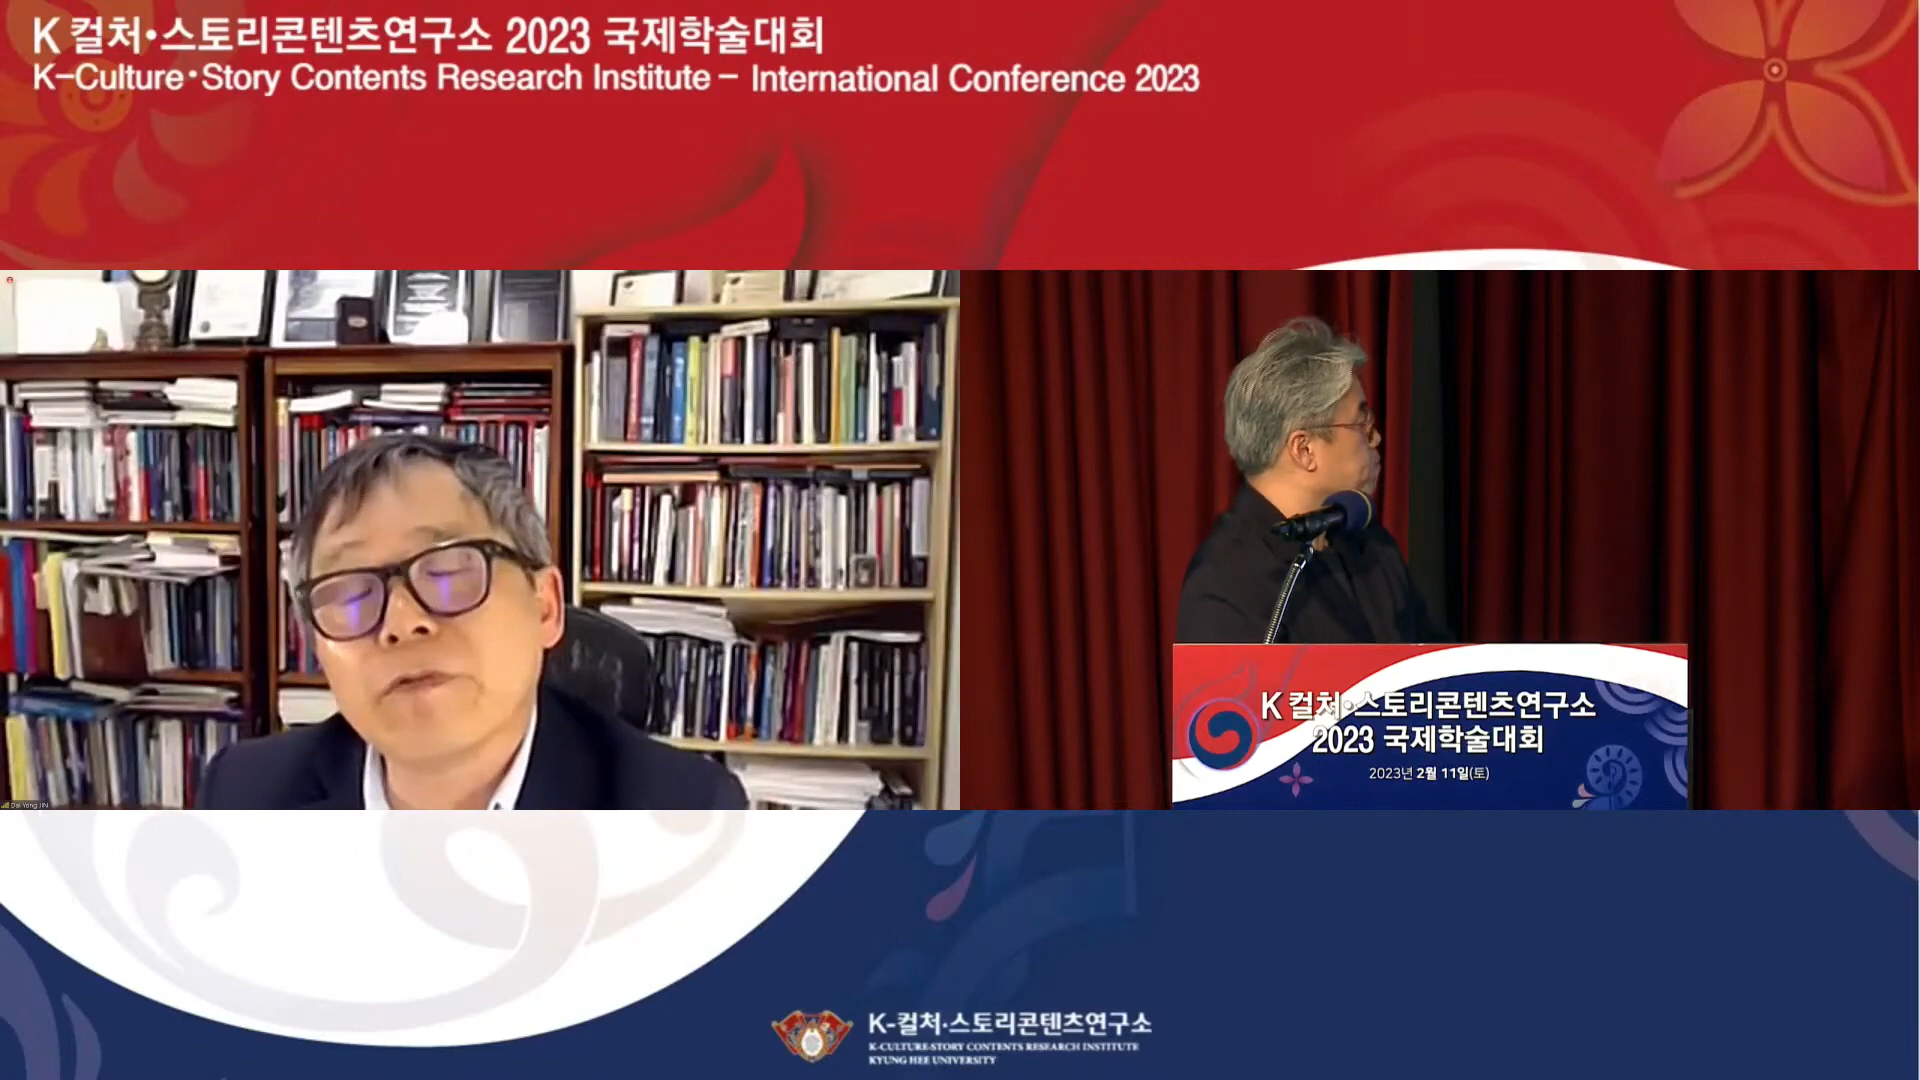 K 컬처•스토리콘텐츠연구소 2023 국제학술대회
K-Culture•Story Contents Research Institute - International Conference 2023
Dal Yong JIN
K 컬처•스토리콘텐츠연구소
2023 국제학술대회
2023년 2월 11일(토)
K-컬처·스토리콘텐츠연구소
K-CULTURE·STORY CONTENTS RESEARCH INSTITUTE
KYUNG HEE UNIVERSITY